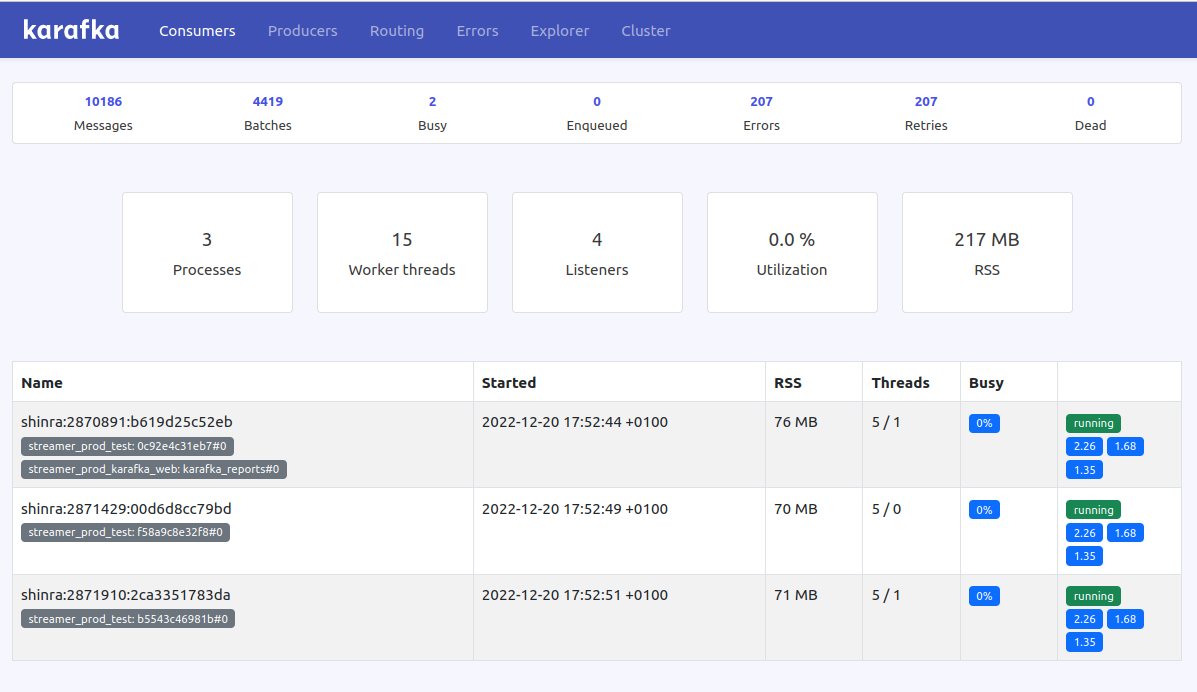 karafka Consumers Producers Routing Errors Explorer Cluster
10186 4419 2 0 207 207 0
Messages Batches Busy Enqueued Errors Retries Dead
3 15 4 0.0 % 217 MB
Processes Worker threads Listeners Utilization RSS
Name Started RSS Threads Busy
shinra:2870891:b619d25c52eb 2022-12-20 17:52:44 +0100 76 MB 5 / 1 0% running
streamer_prod_test: 0c92e4c31eb7#0 2.26 1.68
streamer_prod_karafka_web: karafka_reports#0 1.35
shinra:2871429:00d6d8cc79bd 2022-12-20 17:52:49 +0100 70 MB 5 / 0 0% running
streamer_prod_test: f58a9c8e32f8#0 2.26 1.68
1.35
shinra:2871910:2ca3351783da 2022-12-20 17:52:51 +0100 71 MB 5 / 1 0% running
streamer_prod_test: b5543c46981b#0 2.26 1.68
1.35